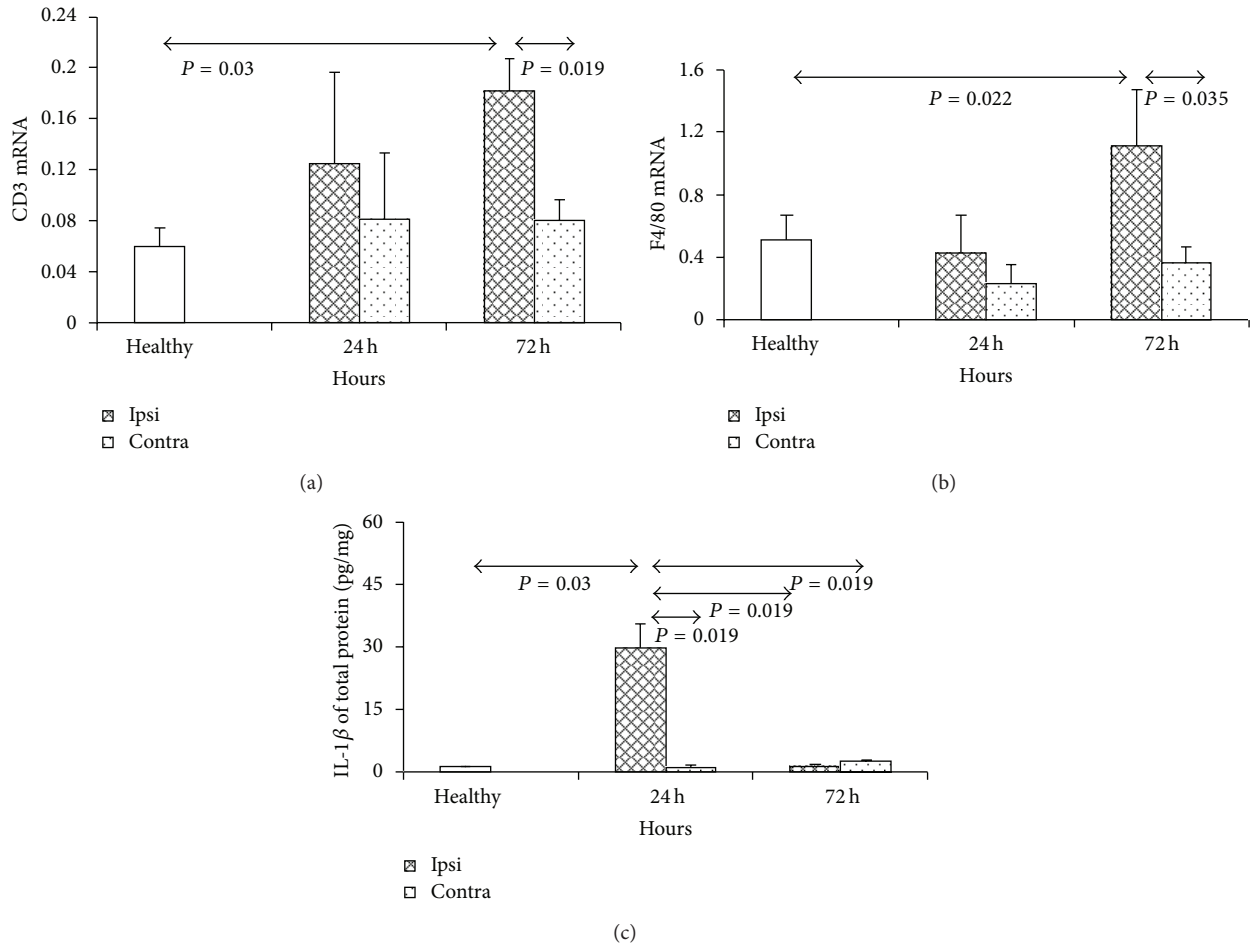 0.24
0.2
0.16
0.12
0.08
0.04
0
CD3 mRNA
P = 0.03
P = 0.019
Healthy
24 h
72 h
Hours
Ipsi
Contra
(a)
1.6
1.2
0.8
0.4
0
F4/80 mRNA
P = 0.022
P = 0.035
Healthy
24 h
72 h
Hours
Ipsi
Contra
(b)
60
45
30
15
0
IL-1β of total protein (pg/mg)
P = 0.03
P = 0.019
P = 0.019
P = 0.019
Healthy
24 h
72 h
Hours
Ipsi
Contra
(c)